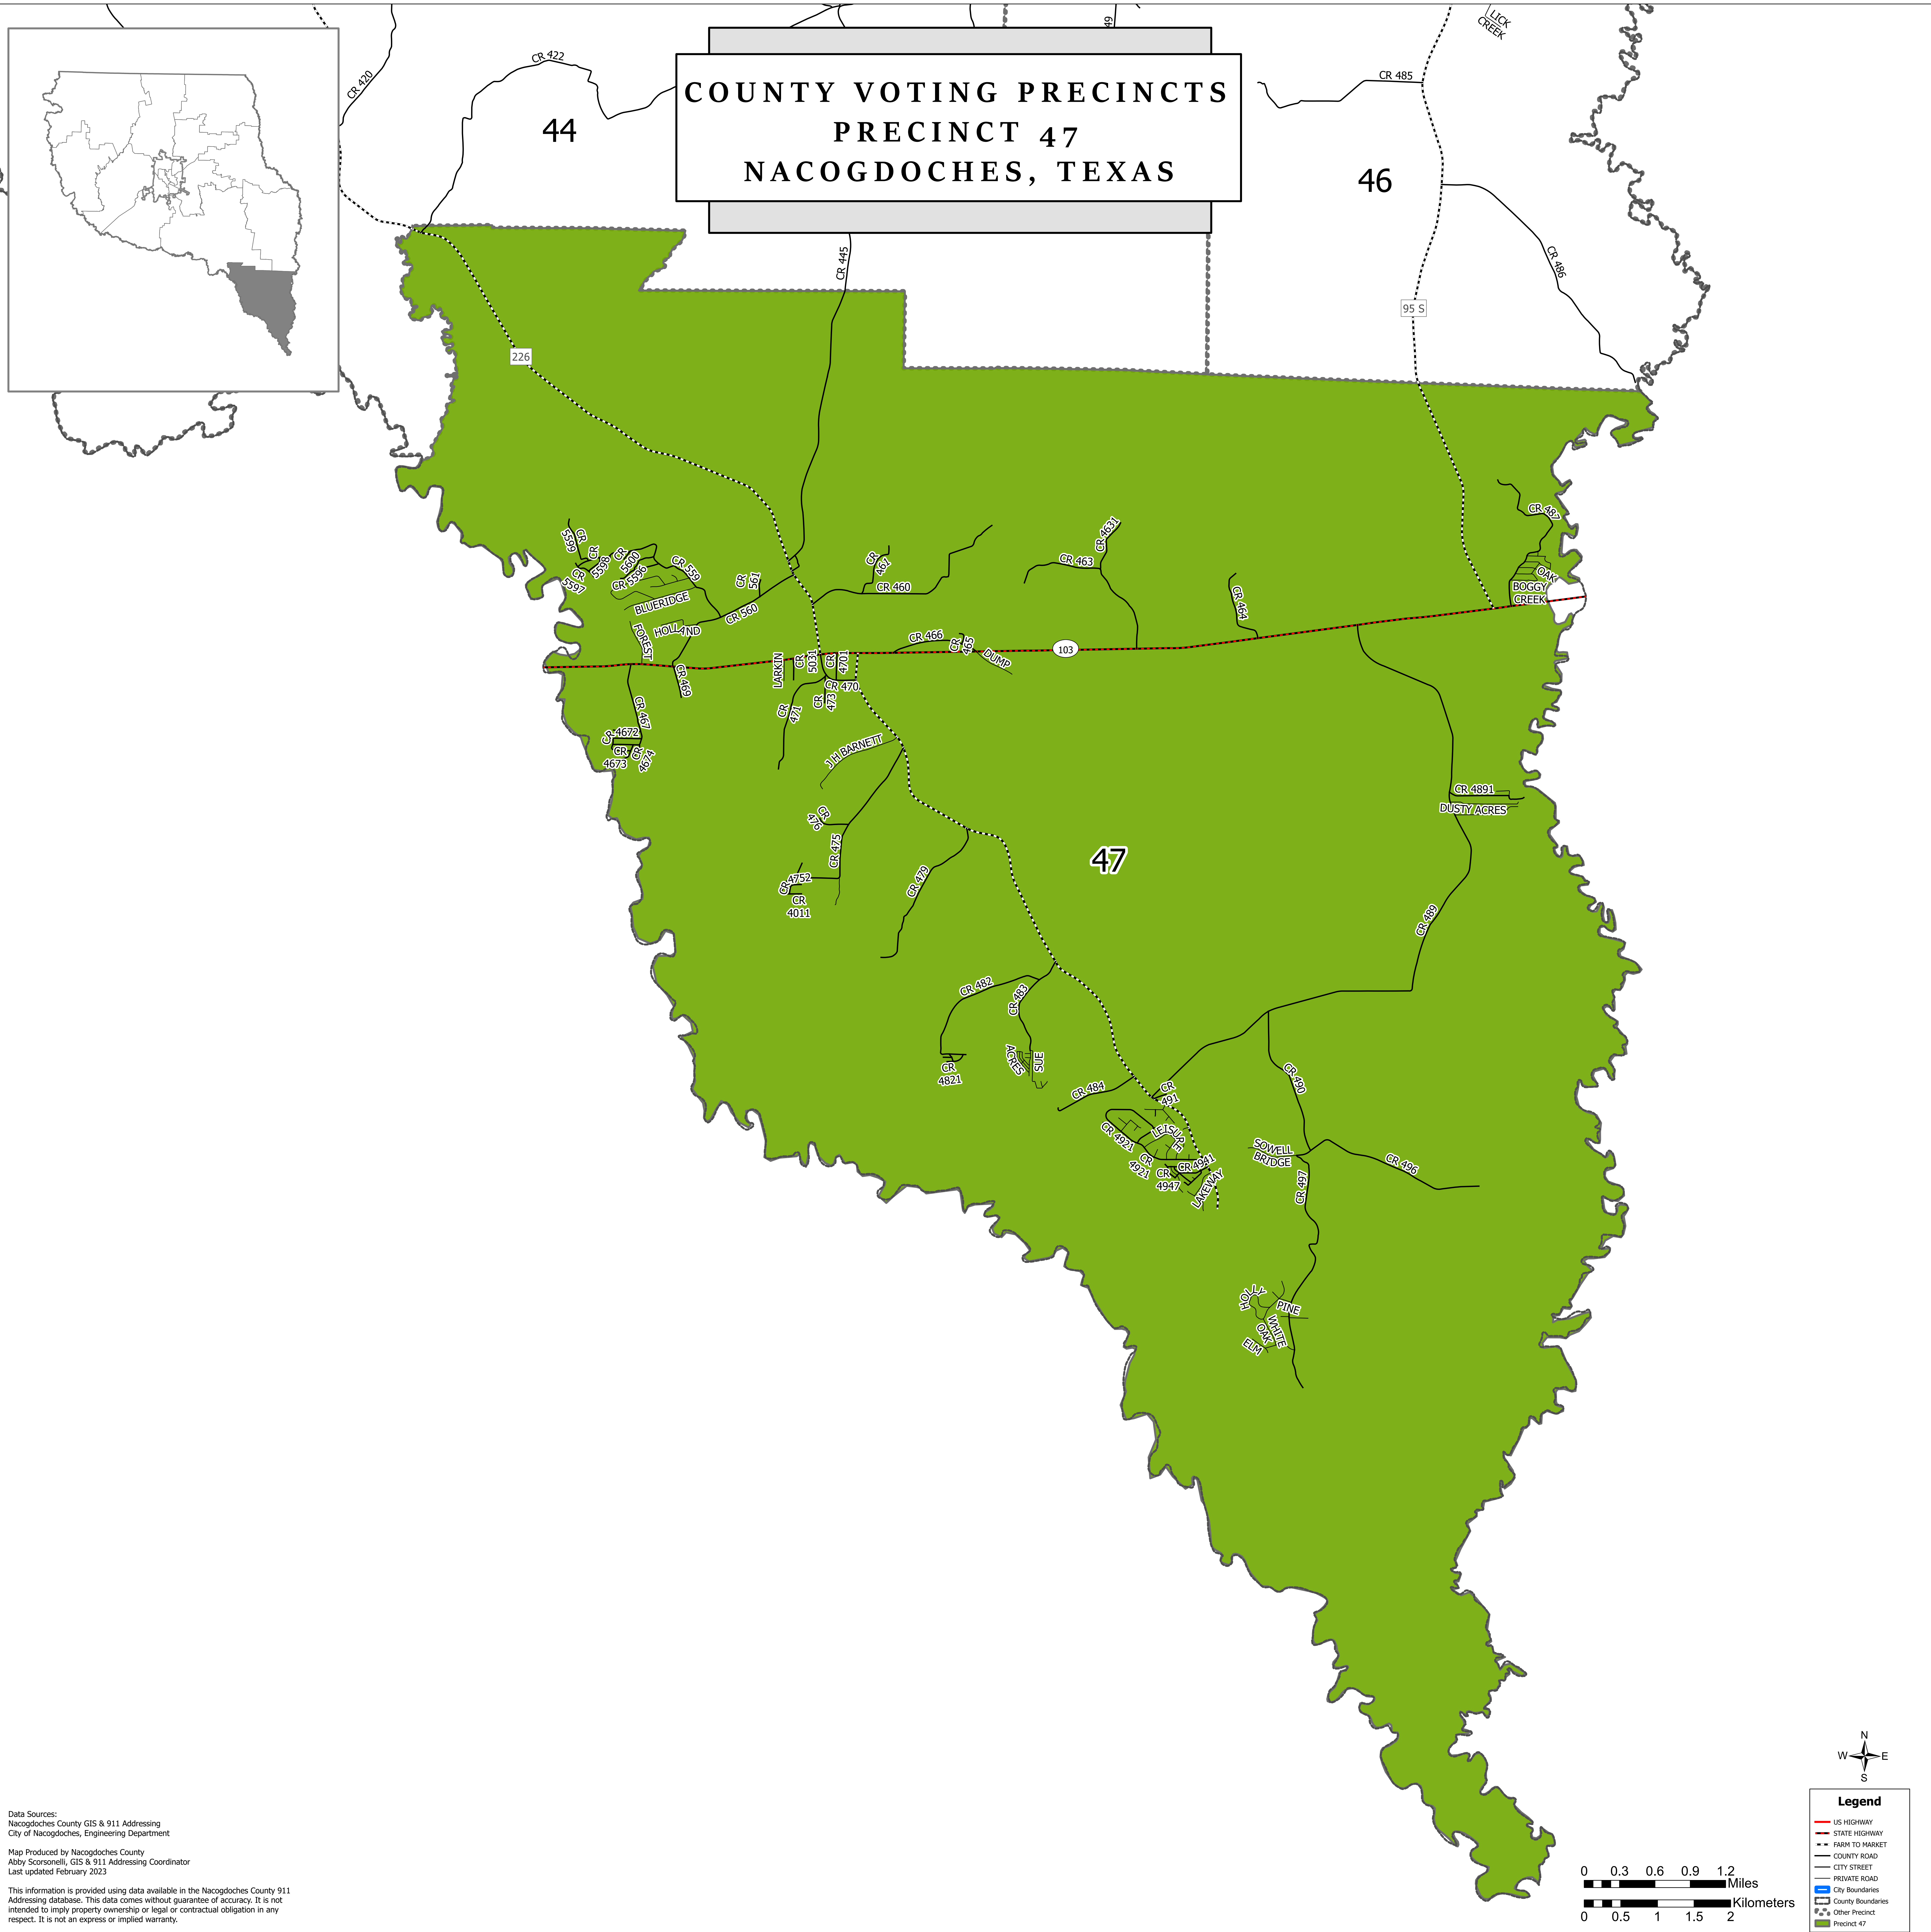 COUNTY VOTING PRECINCTS
PRECINCT 47
NACOGDOCHES, TEXAS
LICK
CREEK
49
CR 420
CR 422
44
CR 485
46
CR 486
CR 445
95 S
226
CR 487
OAK
BOGGY
CREEK
CR
5599
CR
5598
CR
5597
CR
5600
CR 5596
CR 559
BLUERIDGE
CR
561
CR 560
HOLLAND
FOREST
CR
461
CR 460
CR 463
CR 4631
CR 464
CR 466
CR
465
DUMP
103
LARKIN
CR
5031
CR
4701
CR 470
CR
473
CR
471
CR 469
CR 467
CR 4672
CR
4673
CR
4674
J H BARNETT
CR
476
CR 475
CR 4752
CR
4011
CR 479
47
CR 4891
DUSTY ACRES
CR 489
CR 482
CR 483
CR
4821
SUE
ACRES
CR 484
CR
491
CR 490
CR 4921
LEISURE
CR
4921
CR 4941
CR
4947
LAKEWAY
SOWELL
BRIDGE
CR 496
CR 497
HOLLY
PINE
WHITE
OAK
ELM
N
W E
S
Legend
US HIGHWAY
STATE HIGHWAY
FARM TO MARKET
COUNTY ROAD
CITY STREET
PRIVATE ROAD
City Boundaries
County Boundaries
Other Precinct
Precinct 47
0 0.3 0.6 0.9 1.2
Miles
Kilometers
0 0.5 1 1.5 2
Data Sources:
Nacogdoches County GIS & 911 Addressing
City of Nacogdoches, Engineering Department
Map Produced by Nacogdoches County
Abby Scorsonelli, GIS & 911 Addressing Coordinator
Last updated February 2023
This information is provided using data available in the Nacogdoches County 911
Addressing database. This data comes without guarantee of accuracy. It is not
intended to imply property ownership or legal or contractual obligation in any
respect. It is not an express or implied warranty.